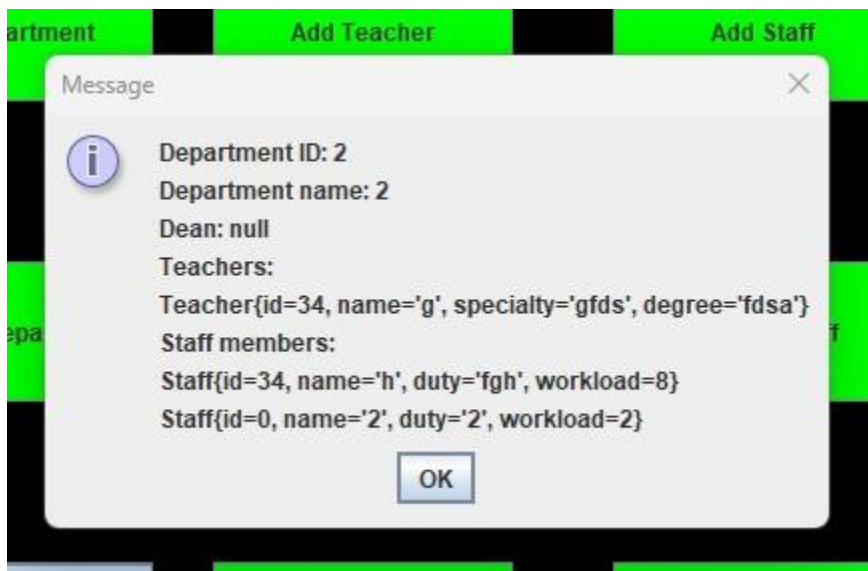 artment
Add Teacher
Add Staff
Message
Department ID: 2
Department name: 2
Dean: null
Teachers:
Teacher{id=34, name='g', specialty='gfds', degree='fdsa'}
epa
f
Staff members:
Staff{id=34, name='h', duty='fgh', workload=8}
Staff{id=0, name='2', duty='2', workload=2}
OK